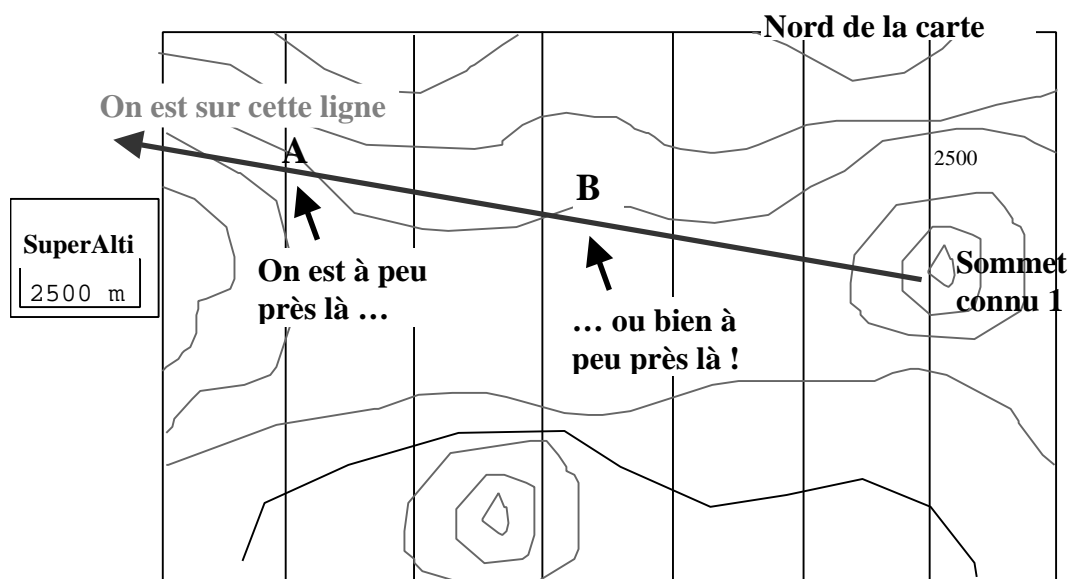 Nord de la carte
On est sur cette ligne
A
2500
B
SuperAlti
2500 m
On est à peu
près là …
Sommet
connu 1
… ou bien à
peu près là !